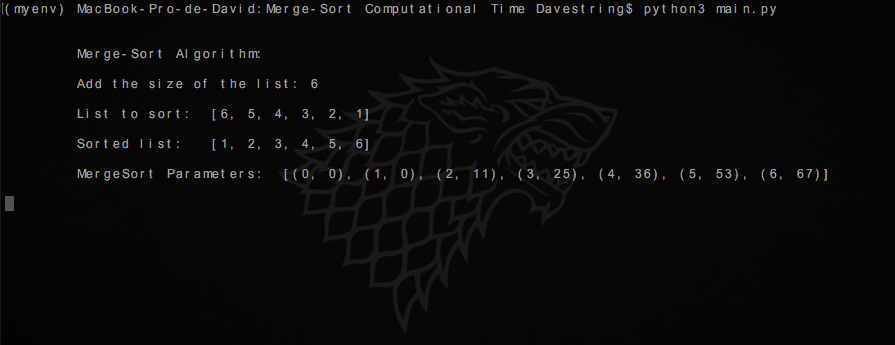 (myenv) MacBook-Pro-de-David:Merge-Sort Computational Time Davestring$ python3 main.py
Merge-Sort Algorithm:
Add the size of the list: 6
List to sort: [6, 5, 4, 3, 2, 1]
Sorted list: [1, 2, 3, 4, 5, 6]
MergeSort Parameters: [(0, 0), (1, 0), (2, 11), (3, 25), (4, 36), (5, 53), (6, 67)]